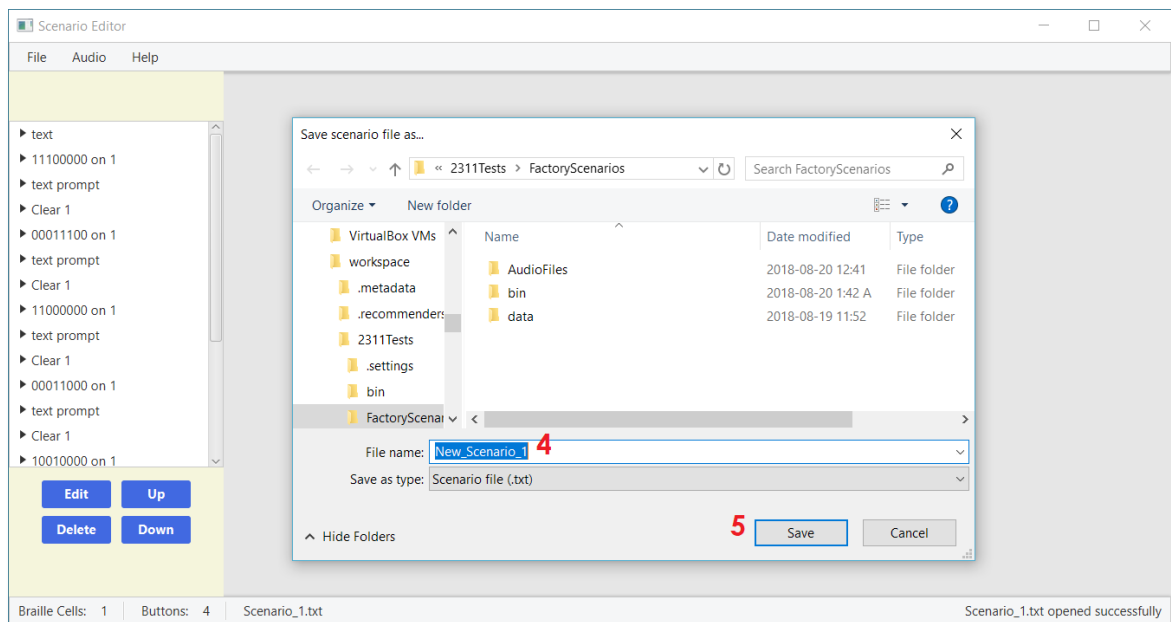 Scenario Editor
File Audio Help
text
11100000 on 1
text prompt
Clear 1
00011100 on 1
text prompt
Clear 1
11000000 on 1
text prompt
Clear 1
00011000 on 1
text prompt
Clear 1
10010000 on 1
Edit Up
Delete Down
Save scenario file as...
« 2311Tests > FactoryScenarios Search FactoryScenarios
Organize New folder ?
VirtualBox VMs
workspace
.metadata
.recommenders
2311Tests
.settings
bin
FactoryScenar
Name Date modified Type
AudioFiles 2018-08-20 12:41 File folder
bin 2018-08-20 1:42 A File folder
data 2018-08-19 11:52 File folder
File name: New_Scenario_1 4
Save as type: Scenario file (.txt)
Hide Folders 5 Save Cancel
Braille Cells: 1 Buttons: 4 Scenario_1.txt Scenario_1.txt opened successfully